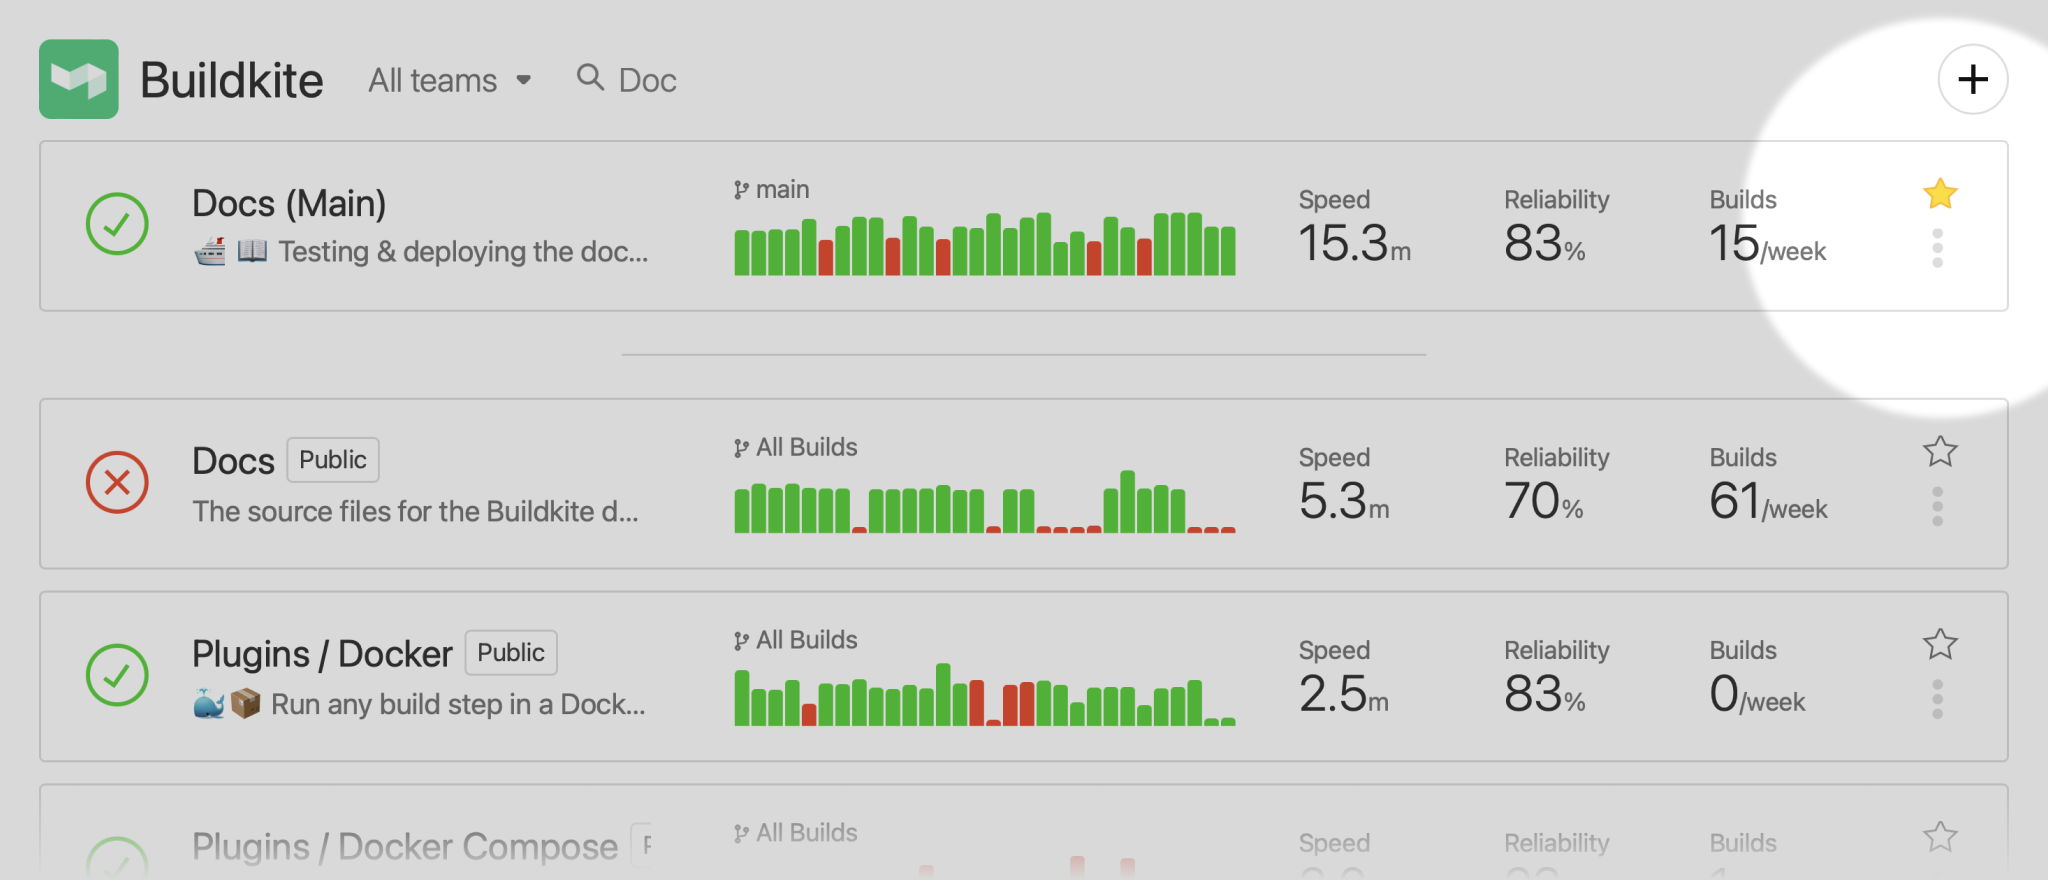 Buildkite All teams Doc
Docs (Main)
Testing & deploying the doc...
main
Speed
15.3m
Reliability
83%
Builds
15/week
Docs Public
The source files for the Buildkite d...
All Builds
Speed
5.3m
Reliability
70%
Builds
61/week
Plugins / Docker Public
Run any build step in a Dock...
All Builds
Speed
2.5m
Reliability
83%
Builds
0/week
Plugins / Docker Compose
All Builds
Speed
Reliability
Builds